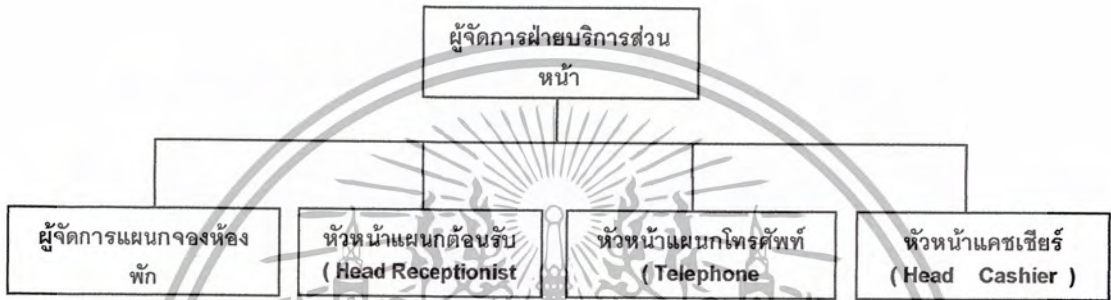 ผู้จัดการฝ่ายบริการส่วน
หน้า
ผู้จัดการแผนกจองห้อง
พัก
หัวหน้าแผนกต้อนรับ
( Head Receptionist
หัวหน้าแผนกโทรศัพท์
(Telephone
หัวหน้าแคชเชียร์
( Head Cashier )